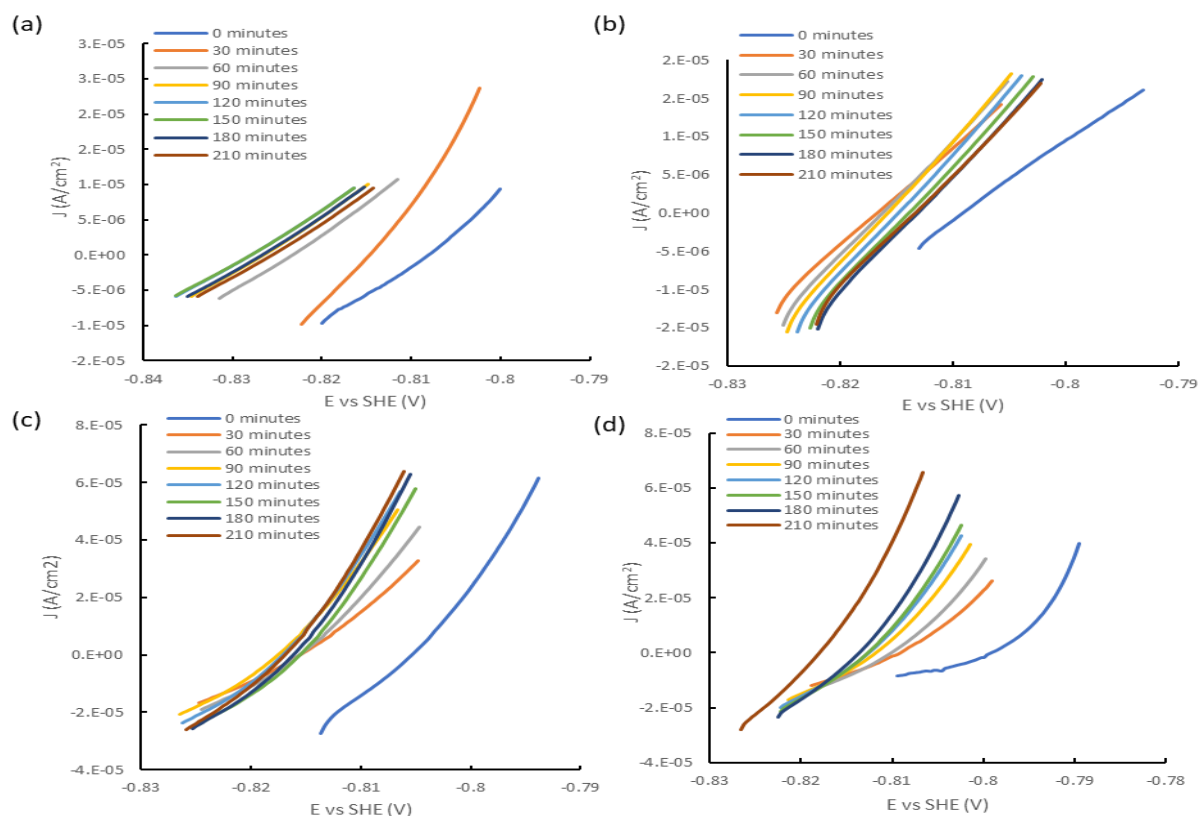 (a)
0 minutes
30 minutes
60 minutes
90 minutes
120 minutes
150 minutes
180 minutes
210 minutes
3.E-05
3.E-05
2.E-05
2.E-05
1.E-05
5.E-06
0.E+00
-5.E-06
-1.E-05
-2.E-05
J (A/cm²)
-0.84 -0.83 -0.82 -0.81 -0.8 -0.79
E vs SHE (V)
(b)
0 minutes
30 minutes
60 minutes
90 minutes
120 minutes
150 minutes
180 minutes
210 minutes
2.E-05
2.E-05
1.E-05
5.E-06
0.E+00
-5.E-06
-1.E-05
-2.E-05
-2.E-05
J (A/cm²)
-0.83 -0.82 -0.81 -0.8 -0.79
E vs SHE (V)
(c)
0 minutes
30 minutes
60 minutes
90 minutes
120 minutes
150 minutes
180 minutes
210 minutes
8.E-05
6.E-05
4.E-05
2.E-05
0.E+00
-2.E-05
-4.E-05
J (A/cm2)
-0.83 -0.82 -0.81 -0.8 -0.79
E vs SHE (V)
(d)
0 minutes
30 minutes
60 minutes
90 minutes
120 minutes
150 minutes
180 minutes
210 minutes
8.E-05
6.E-05
4.E-05
2.E-05
0.E+00
-2.E-05
-4.E-05
J (A/cm²)
-0.83 -0.82 -0.81 -0.8 -0.79 -0.78
E vs SHE (V)